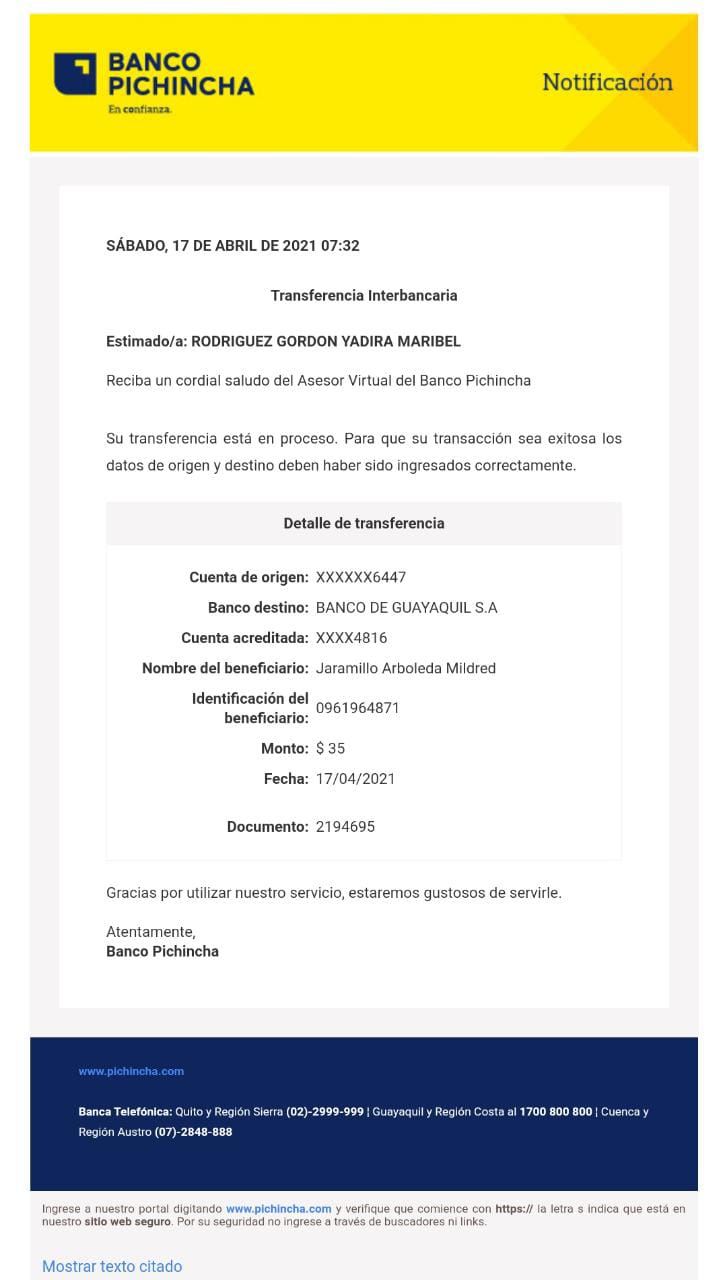 BANCO
PICHINCHA
En confianza.
Notificación
SÁBADO, 17 DE ABRIL DE 2021 07:32
Transferencia Interbancaria
Estimado/a: RODRIGUEZ GORDON YADIRA MARIBEL
Reciba un cordial saludo del Asesor Virtual del Banco Pichincha
Su transferencia está en proceso. Para que su transacción sea exitosa los
datos de origen y destino deben haber sido ingresados correctamente.
Detalle de transferencia
Cuenta de origen: XXXXXX6447
Banco destino: BANCO DE GUAYAQUIL S.A
Cuenta acreditada: XXXX4816
Nombre del beneficiario: Jaramillo Arboleda Mildred
Identificación del
beneficiario: 0961964871
Monto: $ 35
Fecha: 17/04/2021
Documento: 2194695
Gracias por utilizar nuestro servicio, estaremos gustosos de servirle.
Atentamente,
Banco Pichincha
www.pichincha.com
Banca Telefónica: Quito y Región Sierra (02)-2999-999 | Guayaquil y Región Costa al 1700 800 800 | Cuenca y
Región Austro (07)-2848-888
Ingrese a nuestro portal digitando www.pichincha.com y verifique que comience con https:// la letra s indica que está en
nuestro sitio web seguro. Por su seguridad no ingrese a través de buscadores ni links.
Mostrar texto citado